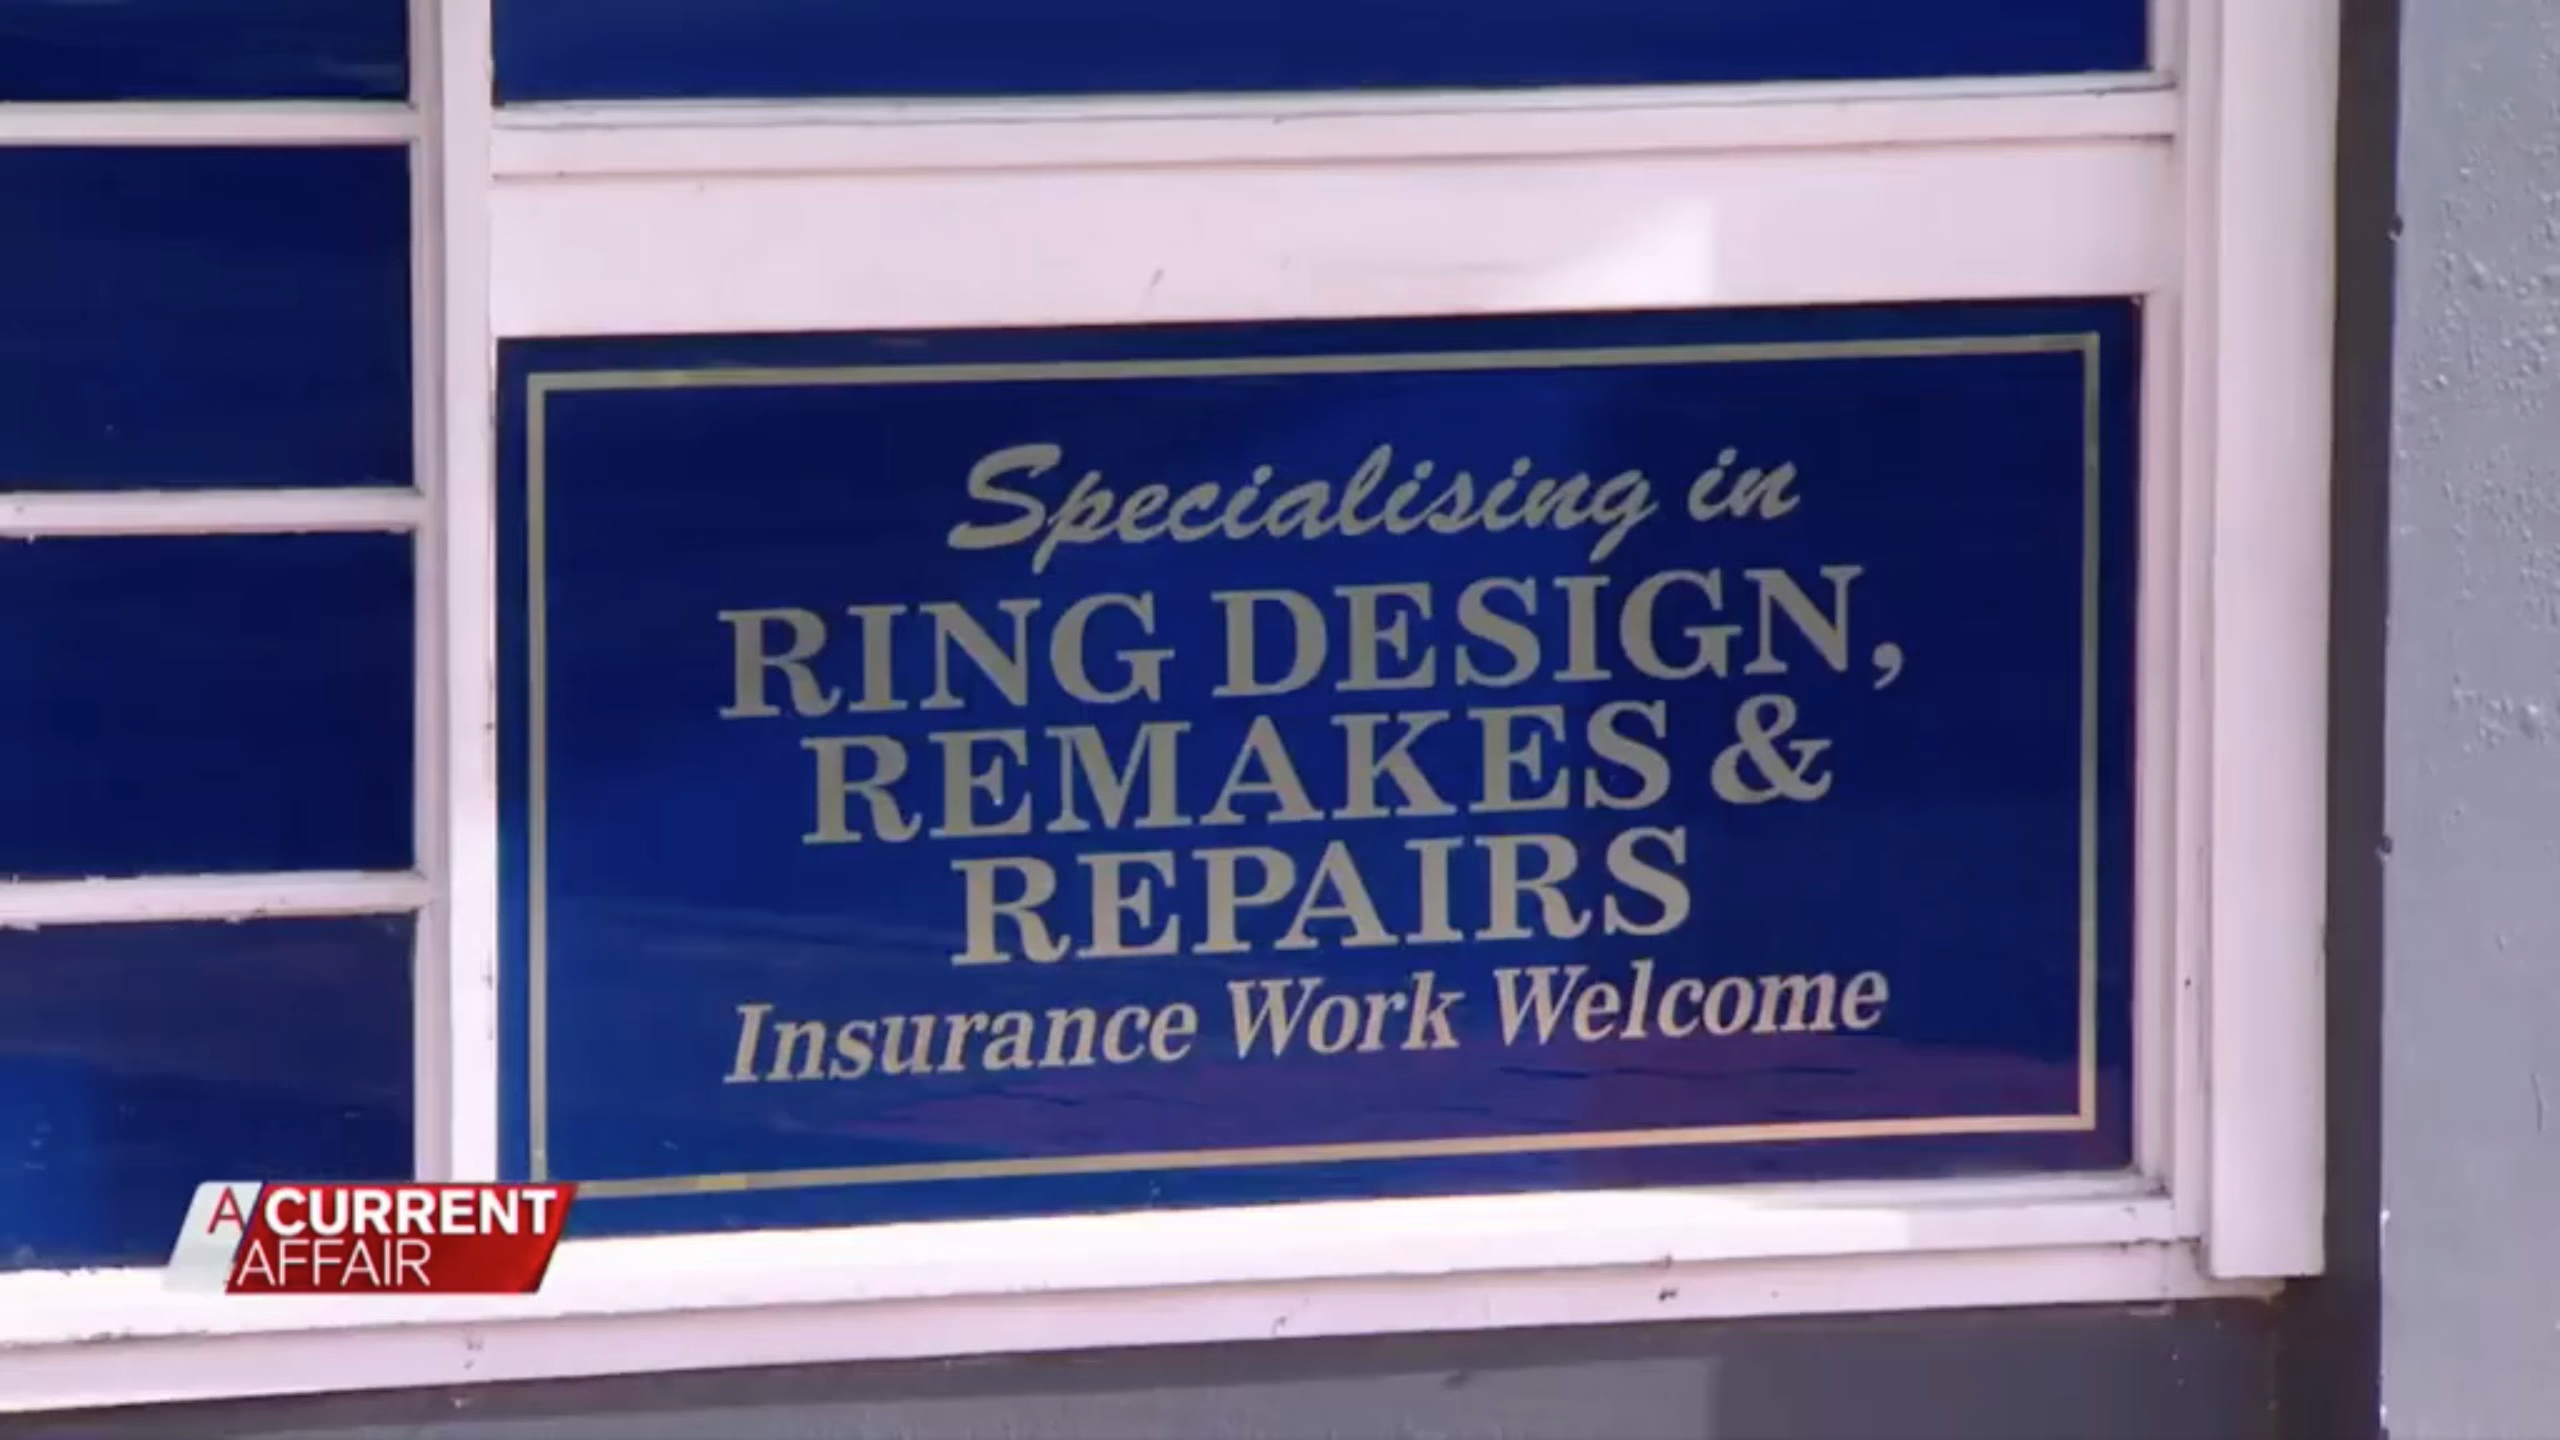 Specialising in
RING DESIGN,
REMAKES &
REPAIRS
Insurance Work Welcome
A CURRENT
AFFAIR